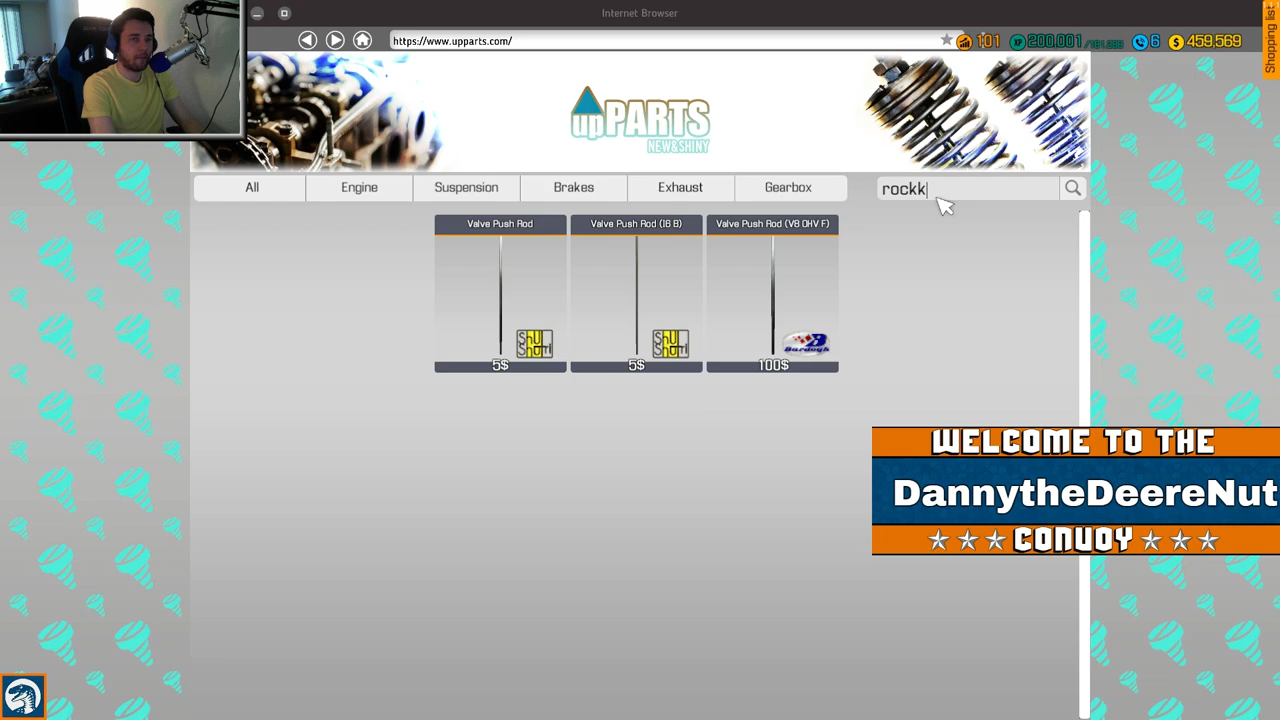 Internet Browser
https://www.upparts.com/
101
200,001
6
$ 459,569
Shopping list
upPARTS
NEW&SHINY
All
Engine
Suspension
Brakes
Exhaust
Gearbox
rockk
Valve Push Rod
Valve Push Rod (I6 B)
Valve Push Rod (V8 OHV F)
5$
5$
100$
WELCOME TO THE
DannytheDeereNut
CONVOY